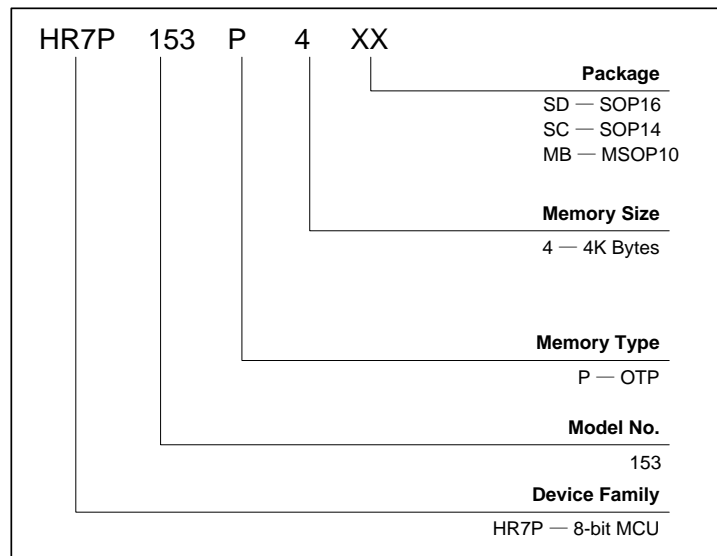 HR7P 153 P 4 XX
Package
SD — SOP16
SC — SOP14
MB — MSOP10
Memory Size
4 — 4K Bytes
Memory Type
P — OTP
Model No.
153
Device Family
HR7P — 8-bit MCU